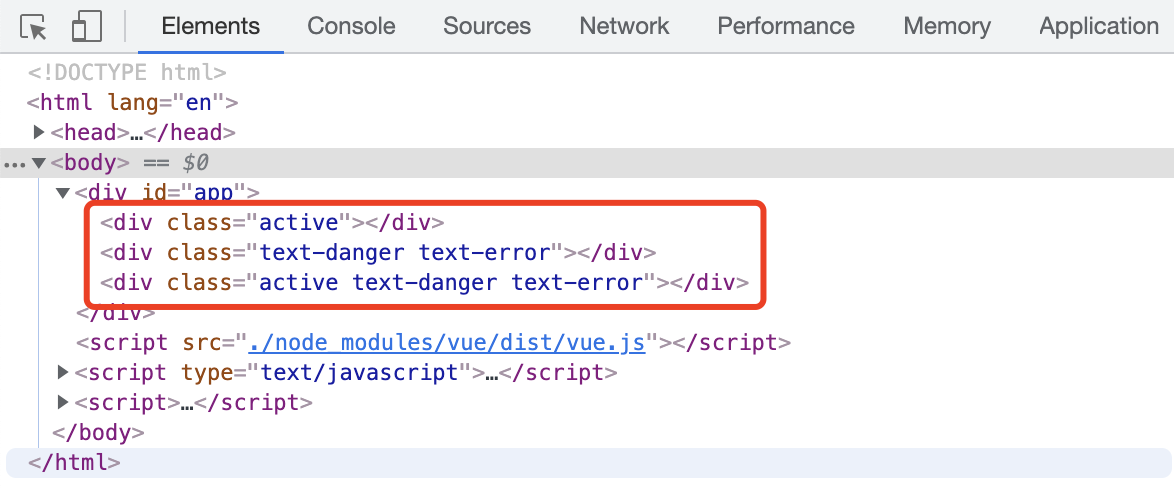 Elements Console Sources Network Performance Memory Application
<!DOCTYPE html>
<html lang="en">
<head>…</head>
<body> == $0
<div id="app">
<div class="active"></div>
<div class="text-danger text-error"></div>
<div class="active text-danger text-error"></div>
</div>
<script src="./node_modules/vue/dist/vue.js"></script>
<script type="text/javascript">…</script>
<script>…</script>
</body>
</html>